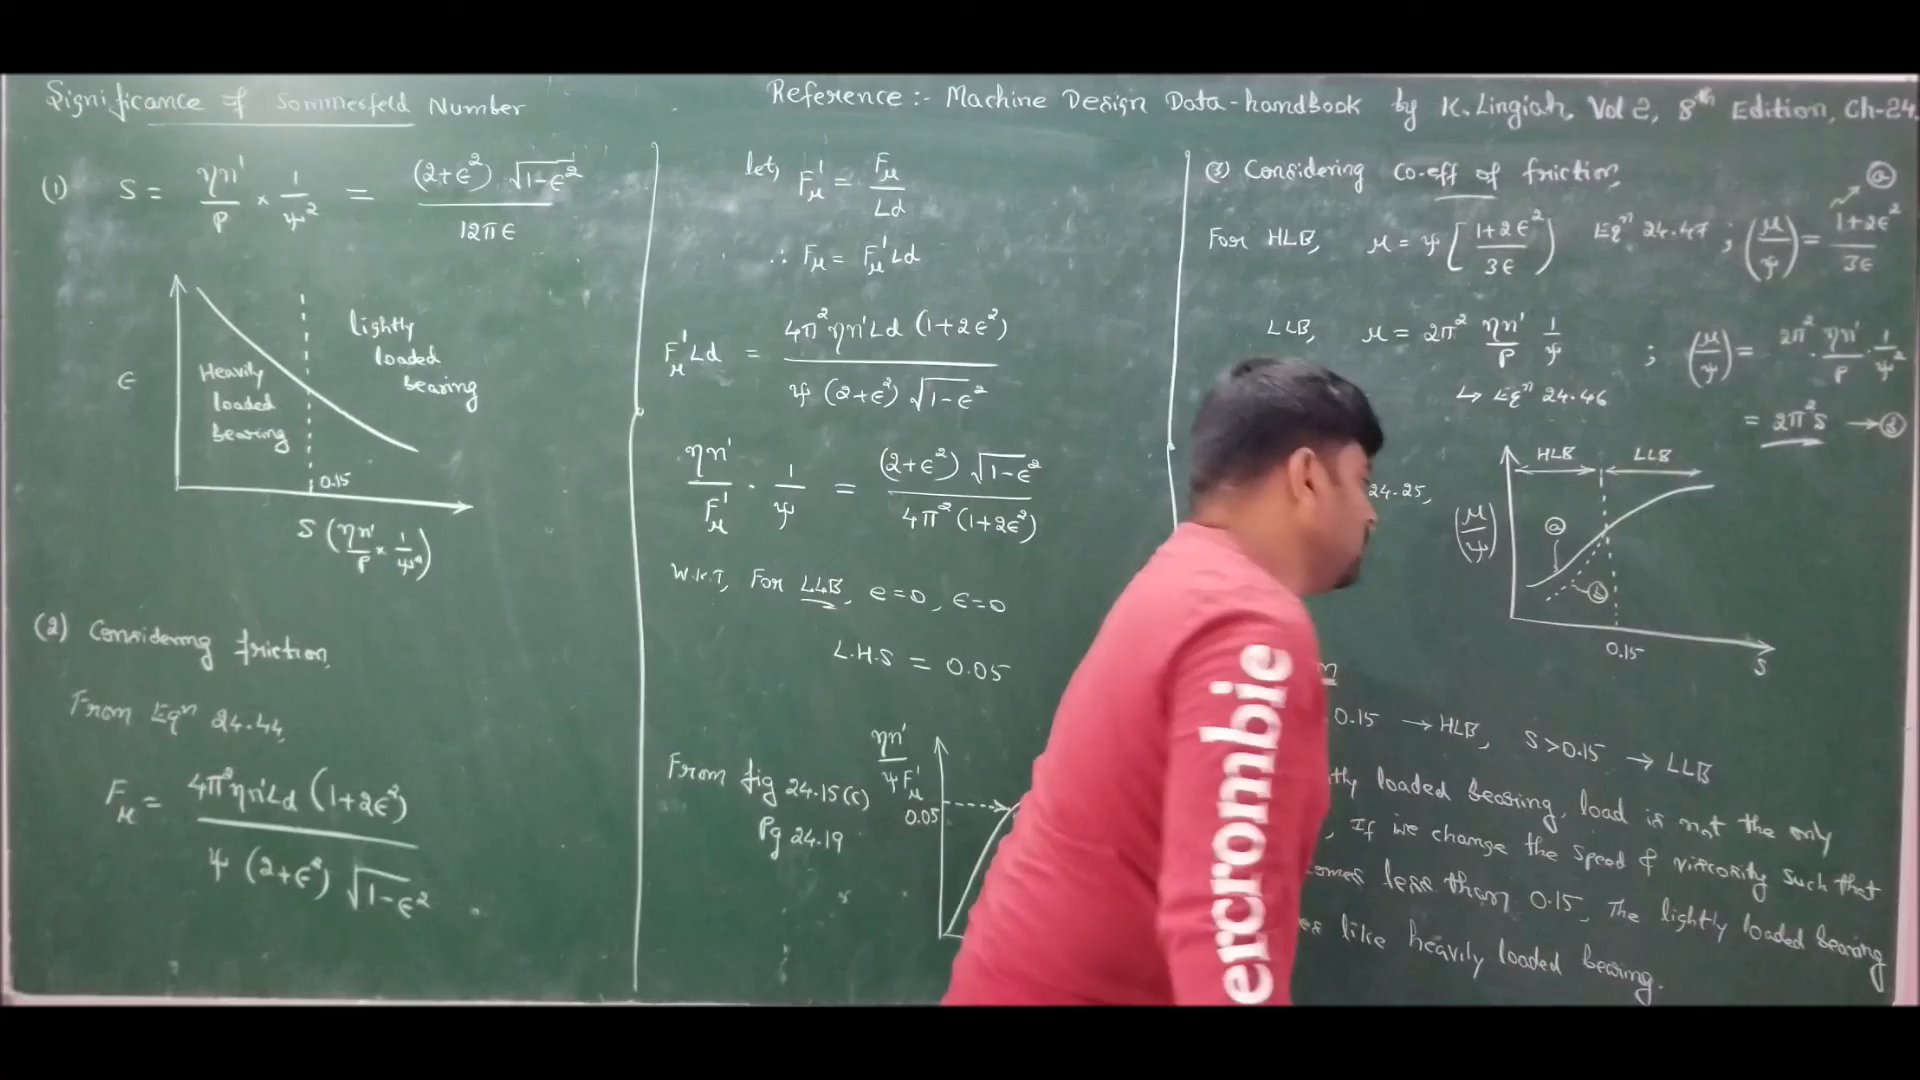 Significance of Sommerfeld Number
Reference :- Machine Design Data-handbook by K. Lingiah, Vol 2, 8th Edition, Ch-24.
(1) S = ηn'/P × 1/ψ² = (2+ϵ²) √1-ϵ² / 12πϵ
ϵ
Heavily
loaded
bearing
lightly
loaded
bearing
0.15
S (ηn'/P × 1/ψ²)
(2) Considering friction,
From Eqⁿ 24.44,
Fμ = 4π²ηn'Ld (1+2ϵ²) / ψ (2+ϵ²) √1-ϵ²
let, Fμ' = Fμ / Ld
∴ Fμ = Fμ' Ld
Fμ' Ld = 4π²ηn'Ld (1+2ϵ²) / ψ (2+ϵ²) √1-ϵ²
ηn'/Fμ' · 1/ψ = (2+ϵ²) √1-ϵ² / 4π² (1+2ϵ²)
W.K.T, For LLB, e=0, ϵ=0
L.H.S = 0.05
From fig 24.15(c)
Pg 24.19
ηn' / ψ Fμ'
0.05
(3) Considering co-eff of friction,
For HLB, μ = ψ [1+2ϵ² / 3ϵ] Eqⁿ 24.47 ; (μ/ψ) = 1+2ϵ² / 3ϵ → ⓐ
LLB, μ = 2π² ηn'/P 1/ψ ; (μ/ψ) = 2π² · ηn'/P · 1/ψ²
↳ Eqⁿ 24.46
= 2π²S → ⓑ
24.25,
(μ/ψ)
HLB LLB
ⓐ
ⓑ
0.15
S
0.15 → HLB, S>0.15 → LLB
loaded bearing, load is not the only
, If we change the speed & viscosity such that
less than 0.15, The lightly loaded bearing
like heavily loaded bearing.
ercrombie